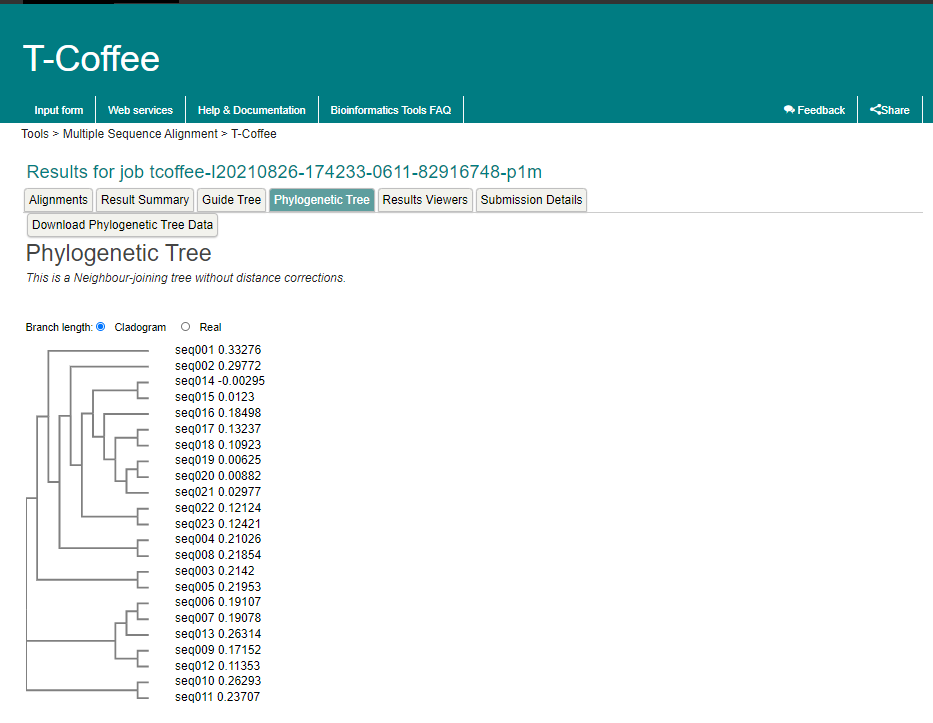 T-Coffee
Input form Web services Help & Documentation Bioinformatics Tools FAQ Feedback Share
Tools > Multiple Sequence Alignment > T-Coffee
Results for job tcoffee-I20210826-174233-0611-82916748-p1m
Alignments Result Summary Guide Tree Phylogenetic Tree Results Viewers Submission Details
Download Phylogenetic Tree Data
Phylogenetic Tree
This is a Neighbour-joining tree without distance corrections.
Branch length: Cladogram Real
seq001 0.33276
seq002 0.29772
seq014 -0.00295
seq015 0.0123
seq016 0.18498
seq017 0.13237
seq018 0.10923
seq019 0.00625
seq020 0.00882
seq021 0.02977
seq022 0.12124
seq023 0.12421
seq004 0.21026
seq008 0.21854
seq003 0.2142
seq005 0.21953
seq006 0.19107
seq007 0.19078
seq013 0.26314
seq009 0.17152
seq012 0.11353
seq010 0.26293
seq011 0.23707